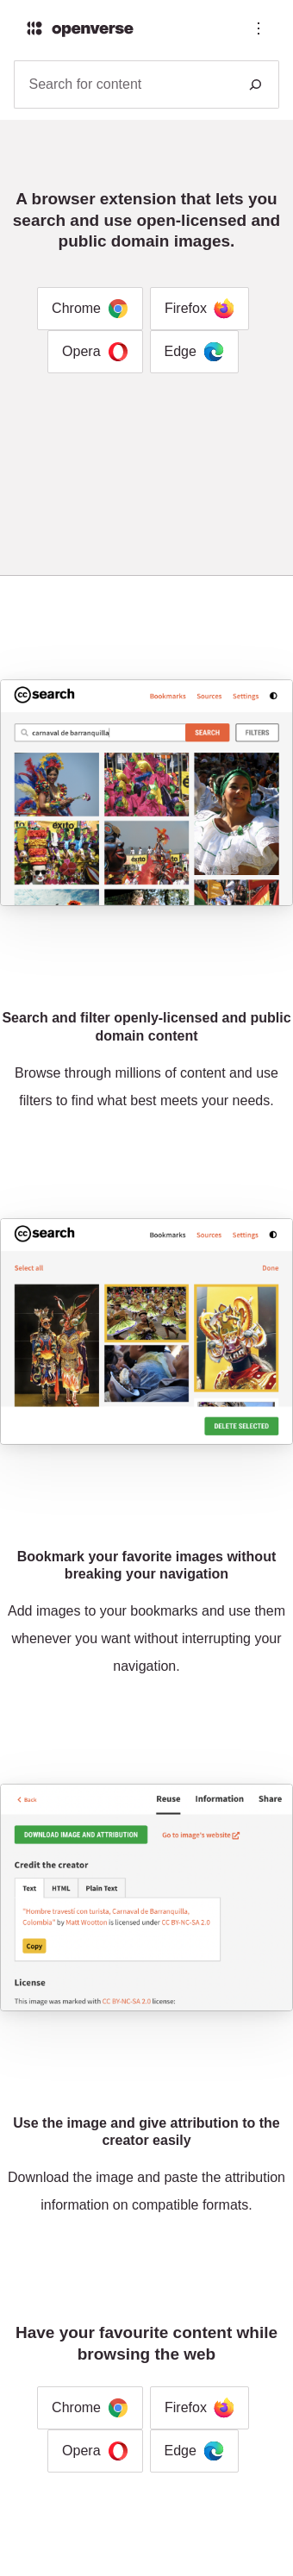 openverse
Search for content
A browser extension that lets you
search and use open-licensed and
public domain images.
Chrome Firefox
Opera Edge
cc search Bookmarks Sources Settings
carnaval de barranquilla SEARCH FILTERS
éxito
éxito
Search and filter openly-licensed and public
domain content
Browse through millions of content and use
filters to find what best meets your needs.
cc search Bookmarks Sources Settings
Select all Done
DELETE SELECTED
Bookmark your favorite images without
breaking your navigation
Add images to your bookmarks and use them
whenever you want without interrupting your
navigation.
Back Reuse Information Share
DOWNLOAD IMAGE AND ATTRIBUTION Go to image's website
Credit the creator
Text HTML Plain Text
"Hombre travestí con turista, Carnaval de Barranquilla,
Colombia" by Matt Wootton is licensed under CC BY-NC-SA 2.0
Copy
License
This image was marked with CC BY-NC-SA 2.0 license:
Use the image and give attribution to the
creator easily
Download the image and paste the attribution
information on compatible formats.
Have your favourite content while
browsing the web
Chrome Firefox
Opera Edge